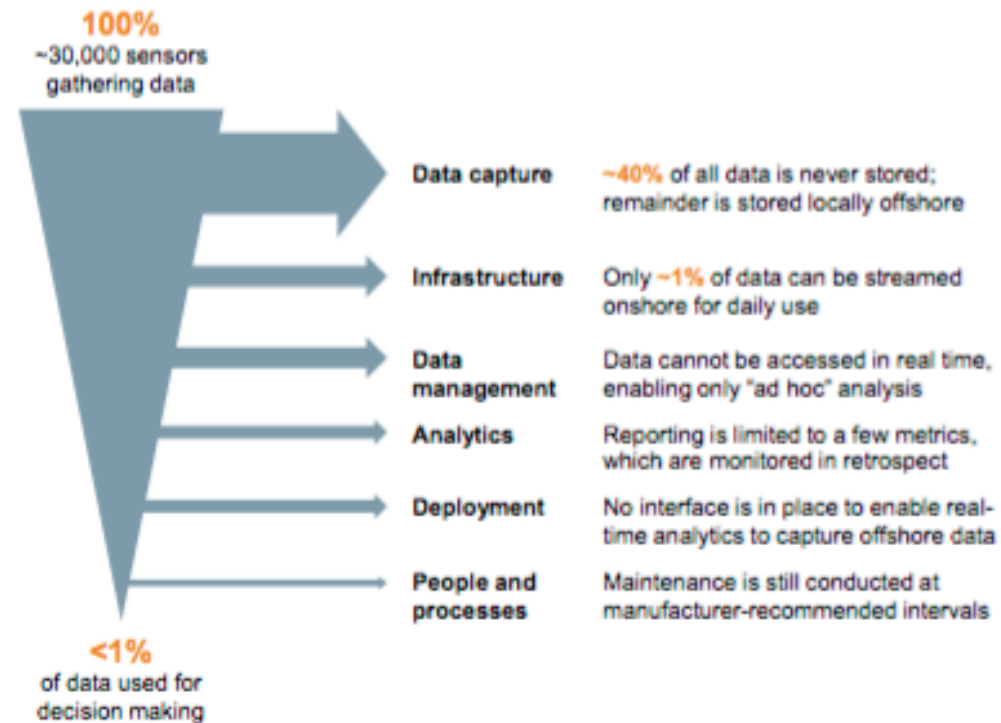 100%
~30,000 sensors
gathering data
Data capture
~40% of all data is never stored;
remainder is stored locally offshore
Infrastructure
Only ~1% of data can be streamed
onshore for daily use
Data
management
Data cannot be accessed in real time,
enabling only "ad hoc" analysis
Analytics
Reporting is limited to a few metrics,
which are monitored in retrospect
Deployment
No interface is in place to enable real-
time analytics to capture offshore data
People and
processes
Maintenance is still conducted at
manufacturer-recommended intervals
<1%
of data used for
decision making